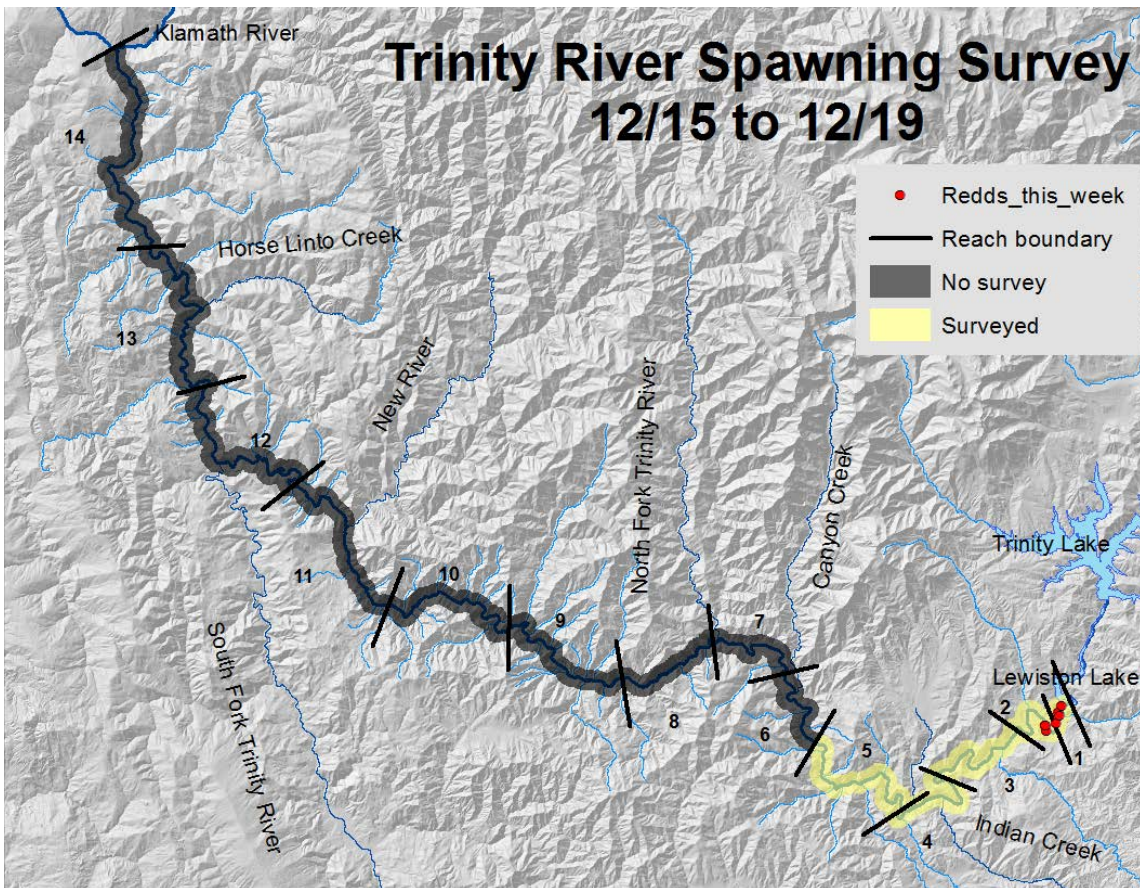 Trinity River Spawning Survey
12/15 to 12/19
Redds_this_week
Reach boundary
No survey
Surveyed
Klamath River
14
Horse Linto Creek
13
New River
12
11
10
North Fork Trinity River
9
Canyon Creek
7
South Fork Trinity River
8
6
Trinity Lake
Lewiston Lake
2
1
5
3
4
Indian Creek